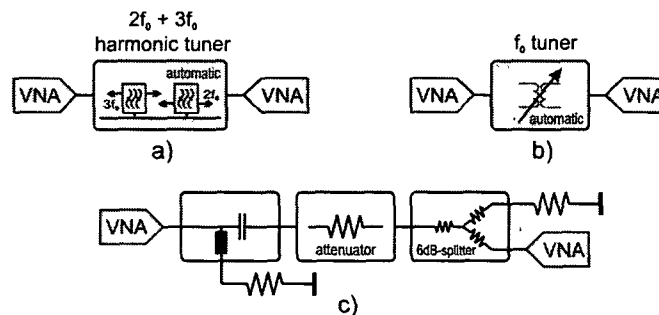 2f₀ + 3f₀
harmonic tuner
VNA
automatic
3f₀
2f₀
VNA
a)
f₀ tuner
VNA
automatic
VNA
b)
VNA
attenuator
6dB-splitter
VNA
c)